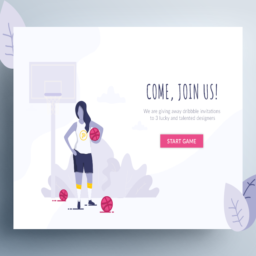 COME, JOIN US!
We are giving away dribbble invitations
to 3 lucky and talented designers
START GAME